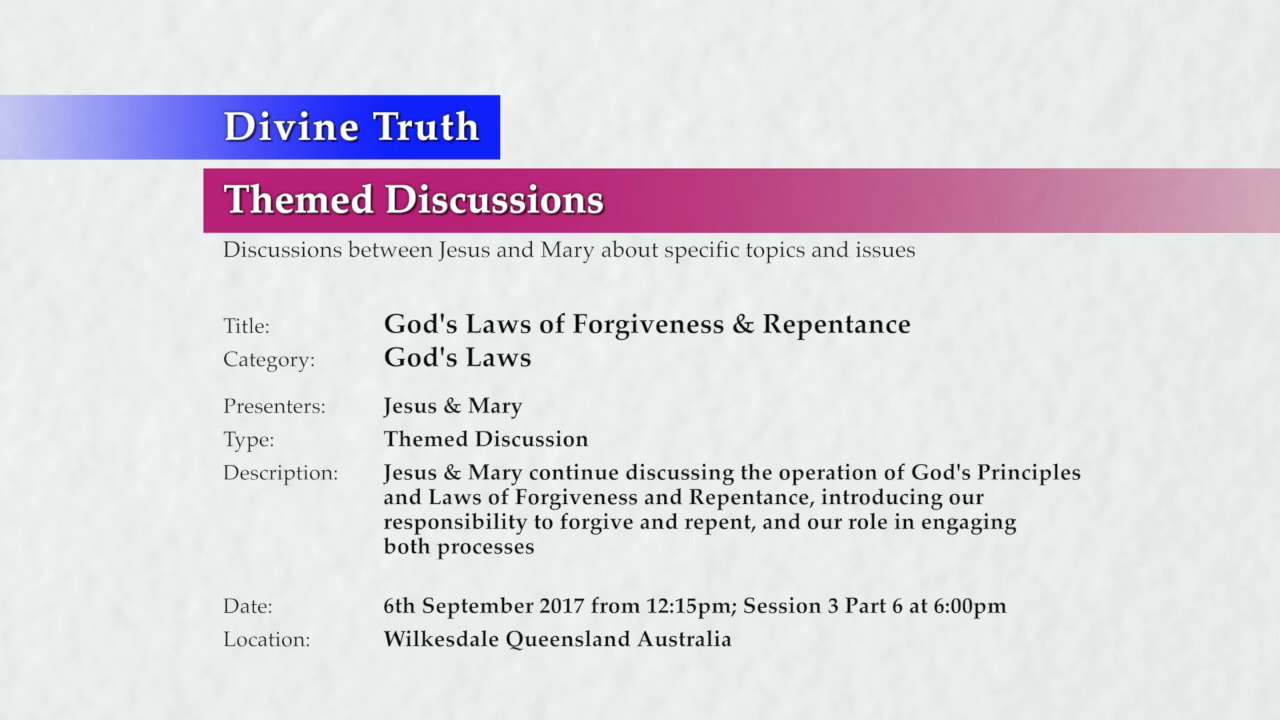 Divine Truth
Themed Discussions
Discussions between Jesus and Mary about specific topics and issues
Title: God's Laws of Forgiveness & Repentance
Category: God's Laws
Presenters: Jesus & Mary
Type: Themed Discussion
Description: Jesus & Mary continue discussing the operation of God's Principles
and Laws of Forgiveness and Repentance, introducing our
responsibility to forgive and repent, and our role in engaging
both processes
Date: 6th September 2017 from 12:15pm; Session 3 Part 6 at 6:00pm
Location: Wilkesdale Queensland Australia